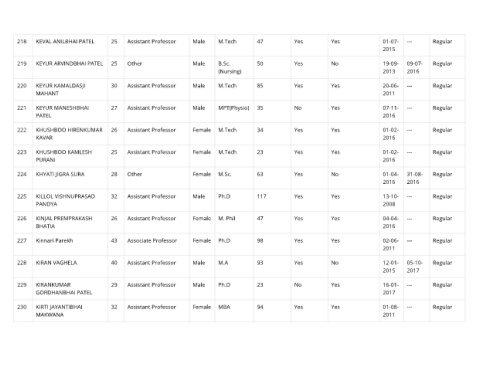 218 KEVAL ANILBHAI PATEL 25 Assistant Professor Male M.Tech 47 Yes Yes 01-07- --- Regular
2015
219 KEYUR ARVINDBHAI PATEL 25 Other Male B.Sc. 50 Yes No 19-09- 09-07- Regular
(Nursing) 2013 2016
220 KEYUR KAMALDASJI 30 Assistant Professor Male M.Tech 85 Yes Yes 20-06- --- Regular
MAHANT 2011
221 KEYUR MANESHBHAI 27 Assistant Professor Male MPT(Physio) 35 No Yes 07-11- --- Regular
PATEL 2016
222 KHUSHBOO HIRENKUMAR 26 Assistant Professor Female M.Tech 34 Yes Yes 01-02- --- Regular
KAVAR 2016
223 KHUSHBOO KAMLESH 25 Assistant Professor Female M.Tech 23 Yes Yes 01-02- --- Regular
PURANI 2016
224 KHYATI JIGRA SURA 28 Other Female M.Sc. 63 Yes No 01-04- 31-08- Regular
2016 2016
225 KILLOL VISHNUPRASAD 32 Assistant Professor Male Ph.D 117 Yes Yes 13-10- --- Regular
PANDYA 2008
226 KINJAL PREMPRAKASH 26 Assistant Professor Female M. Phil 47 Yes Yes 04-04- --- Regular
BHATIA 2016
227 Kinnari Parekh 43 Associate Professor Female Ph.D 98 Yes Yes 02-06- --- Regular
2011
228 KIRAN VAGHELA 40 Assistant Professor Male M.A 93 Yes No 12-01- 05-10- Regular
2015 2017
229 KIRANKUMAR 29 Assistant Professor Male Ph.D 23 No Yes 16-01- --- Regular
GORDHANBHAI PATEL 2017
230 KIRTI JAYANTIBHAI 32 Assistant Professor Female MBA 94 Yes Yes 01-08- --- Regular
MAKWANA 2011